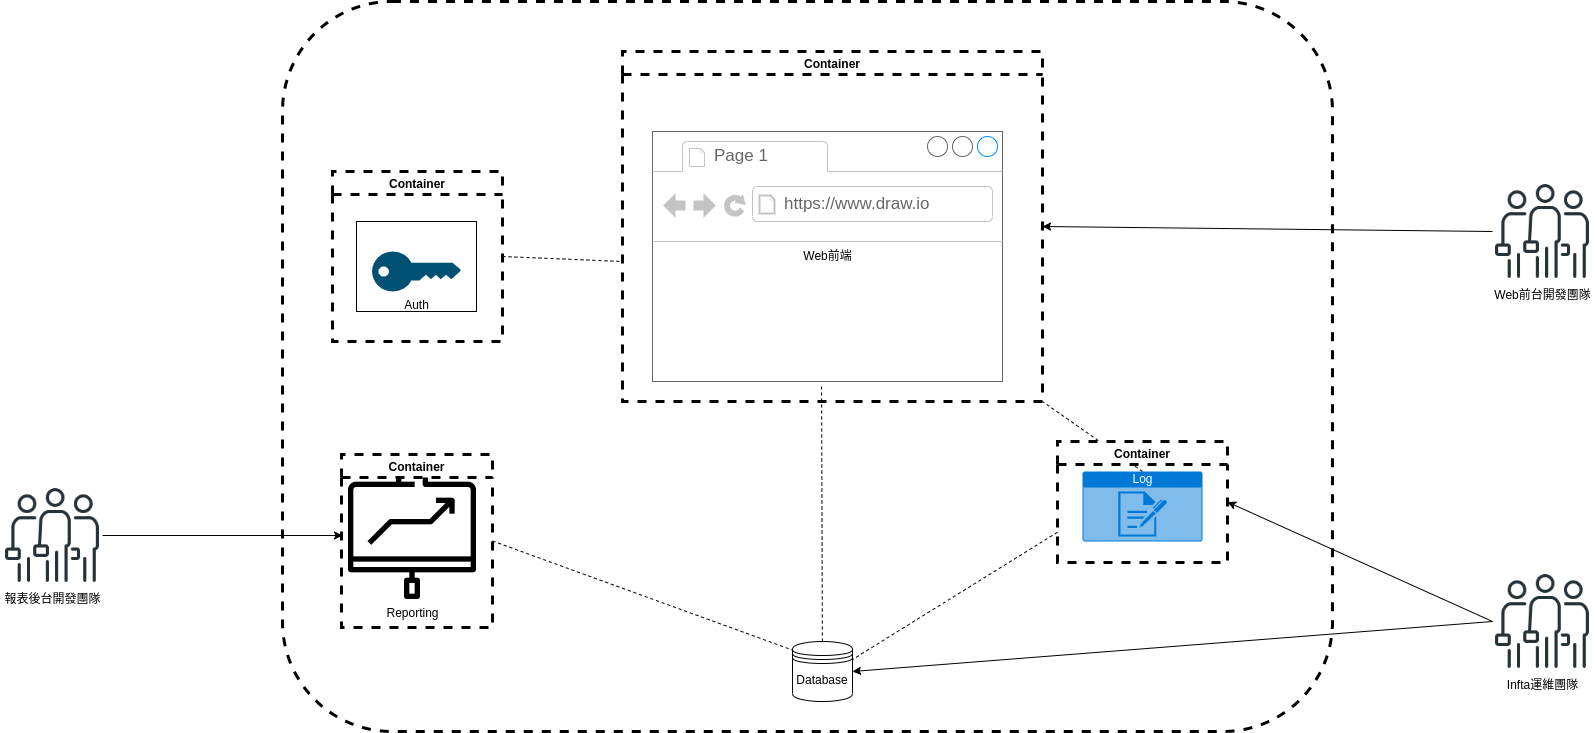 Container
Page 1
https://www.draw.io
Web前端
Container
Auth
Web前台開發團隊
Container
Reporting
Container
Log
報表後台開發團隊
Database
Infta運維團隊